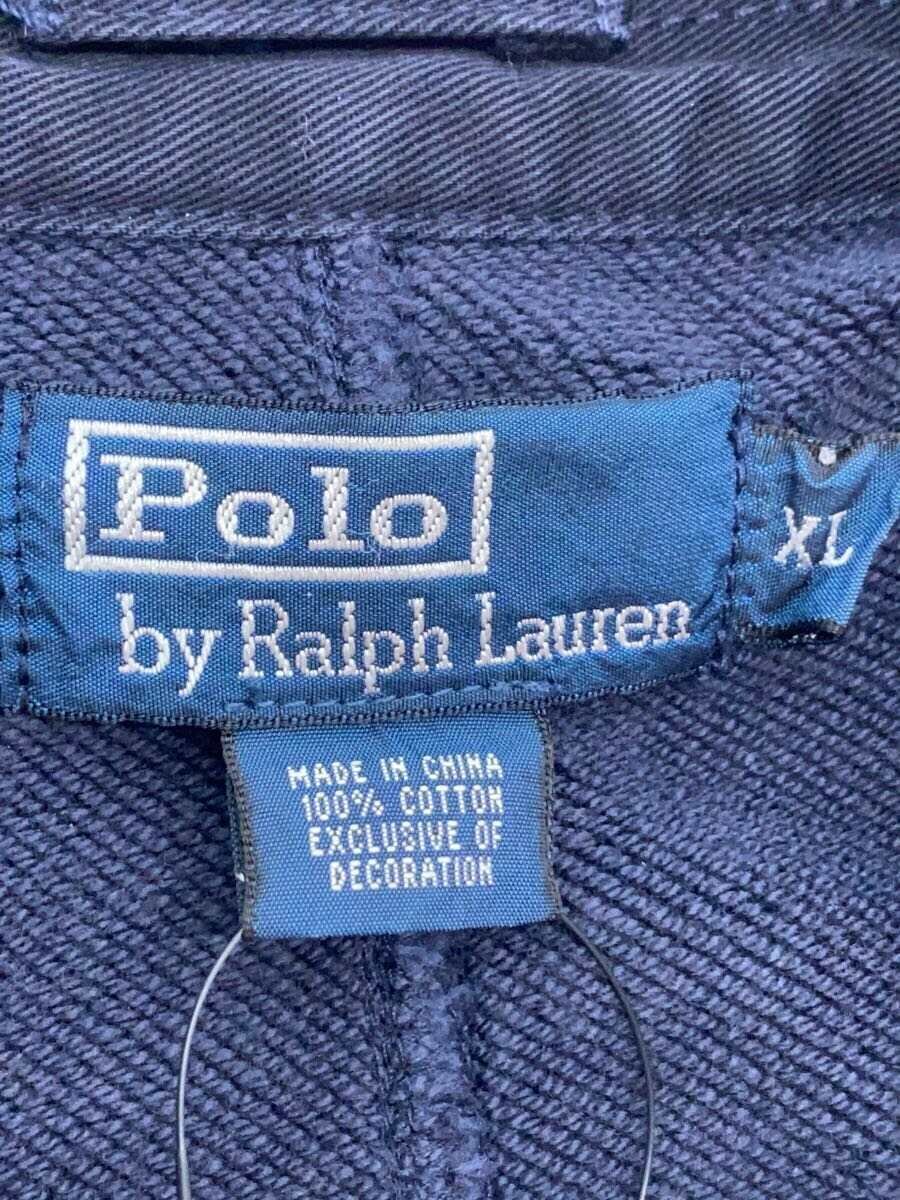 Polo
by Ralph Lauren
XL
MADE IN CHINA
100% COTTON
EXCLUSIVE OF
DECORATION